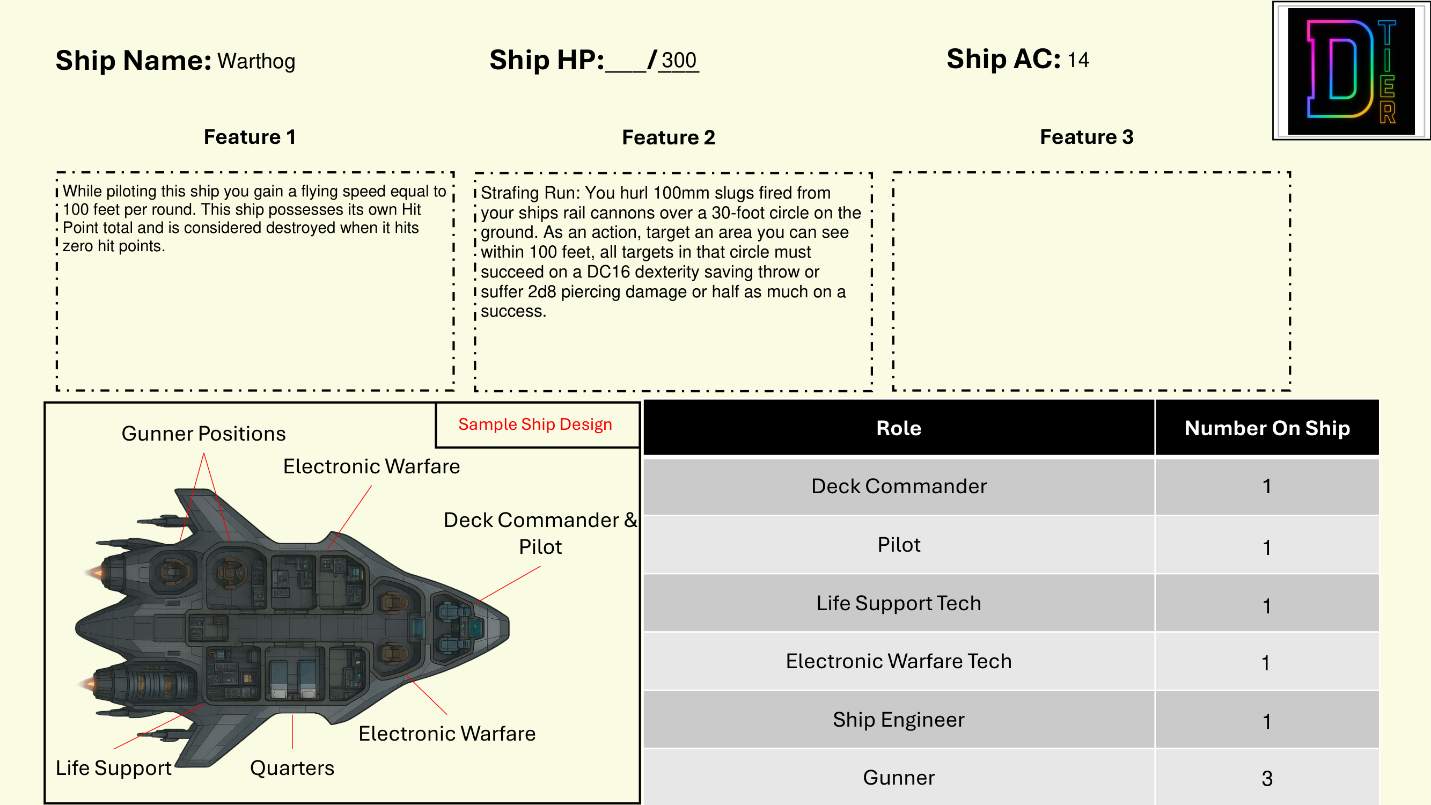 Ship Name: Warthog
Ship HP:___/_300_
Ship AC: 14
D TIER
Feature 1
Feature 2
Feature 3
While piloting this ship you gain a flying speed equal to
100 feet per round. This ship possesses its own Hit
Point total and is considered destroyed when it hits
zero hit points.
Strafing Run: You hurl 100mm slugs fired from
your ships rail cannons over a 30-foot circle on the
ground. As an action, target an area you can see
within 100 feet, all targets in that circle must
succeed on a DC16 dexterity saving throw or
suffer 2d8 piercing damage or half as much on a
success.
Sample Ship Design
Gunner Positions
Electronic Warfare
Deck Commander &
Pilot
Electronic Warfare
Life Support
Quarters
Role Number On Ship
Deck Commander 1
Pilot 1
Life Support Tech 1
Electronic Warfare Tech 1
Ship Engineer 1
Gunner 3